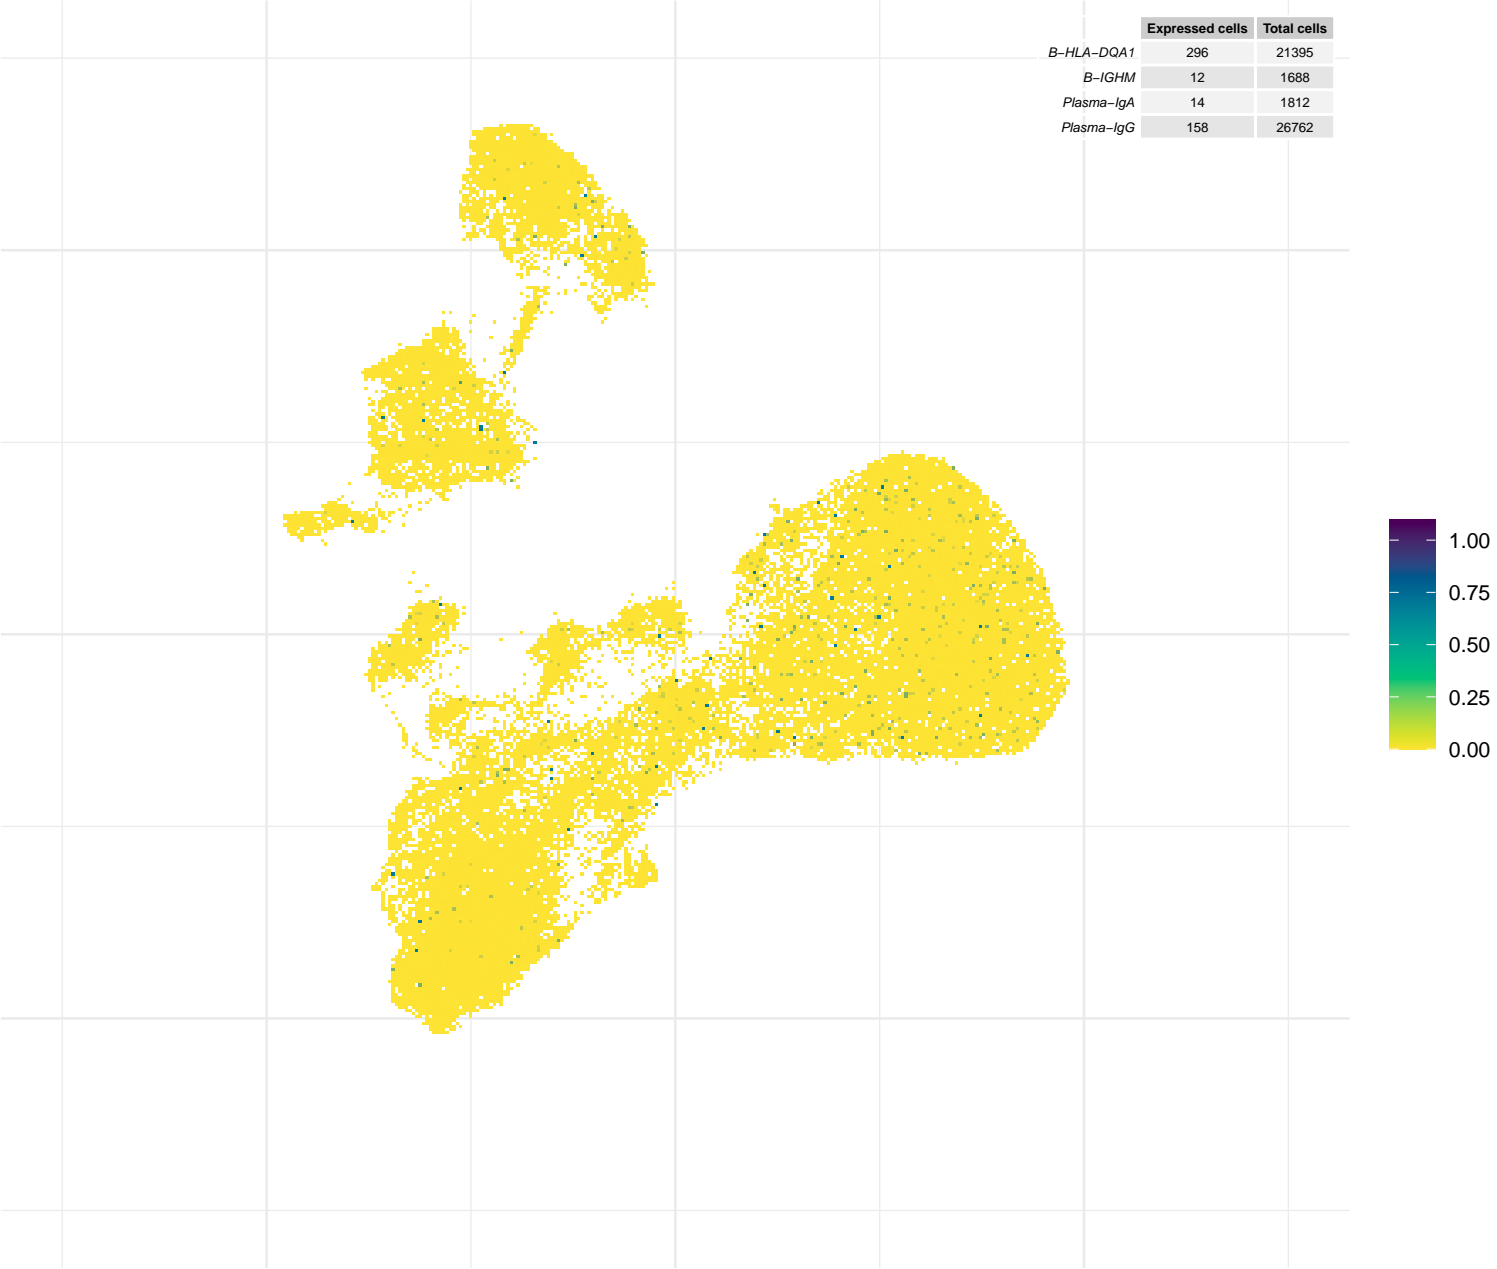 Expressed cells Total cells
B−HLA−DQA1 296 21395
B−IGHM 12 1688
Plasma−IgA 14 1812
Plasma−IgG 158 26762
1.00
0.75
0.50
0.25
0.00